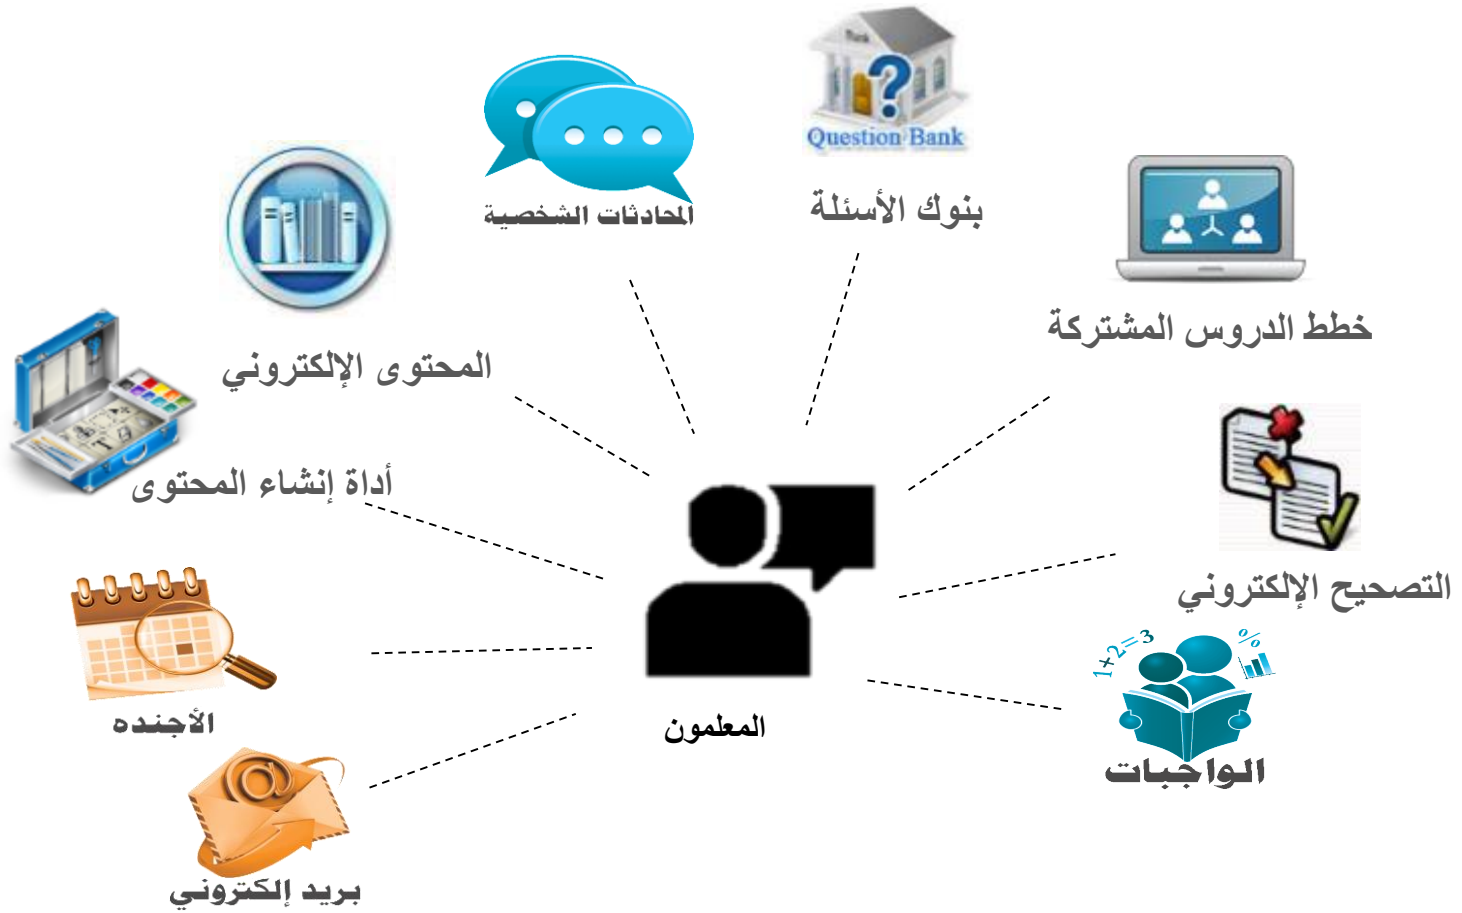 Bank
Question Bank
بنوك الأسئلة
المحادثات الشخصية
خطط الدروس المشتركة
المحتوى الإلكتروني
أداة إنشاء المحتوى
التصحيح الإلكتروني
1+2=3
%
الأجنده
المعلمون
الواجبات
@
بريد إلكتروني